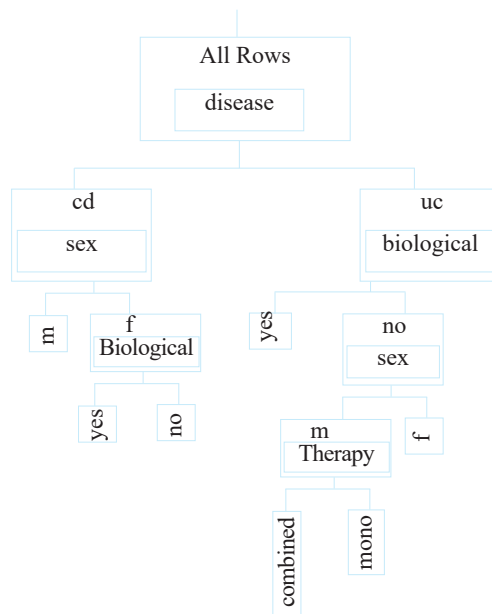 All Rows
disease
cd
uc
sex
biological
m
f
yes
no
Biological
sex
yes
no
m
f
Therapy
combined
mono